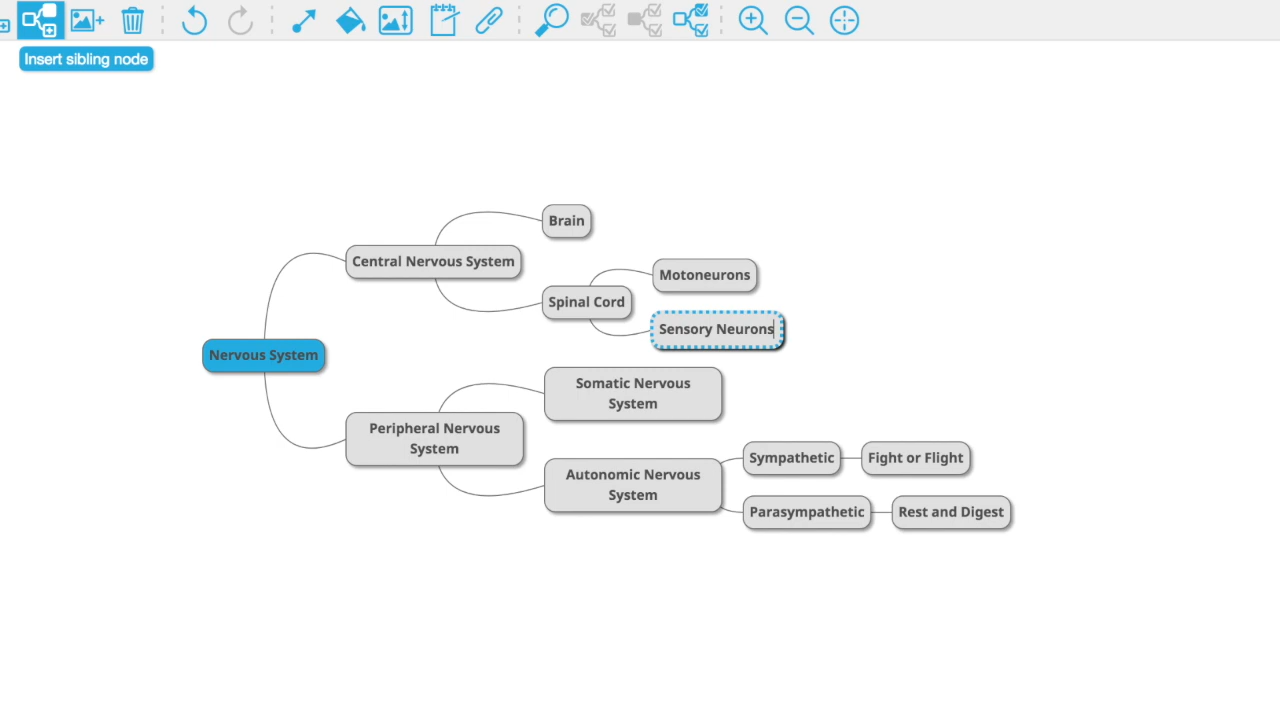 Insert sibling node
Brain
Central Nervous System
Motoneurons
Spinal Cord
Sensory Neurons
Nervous System
Somatic Nervous
System
Peripheral Nervous
System
Autonomic Nervous
System
Sympathetic
Fight or Flight
Parasympathetic
Rest and Digest